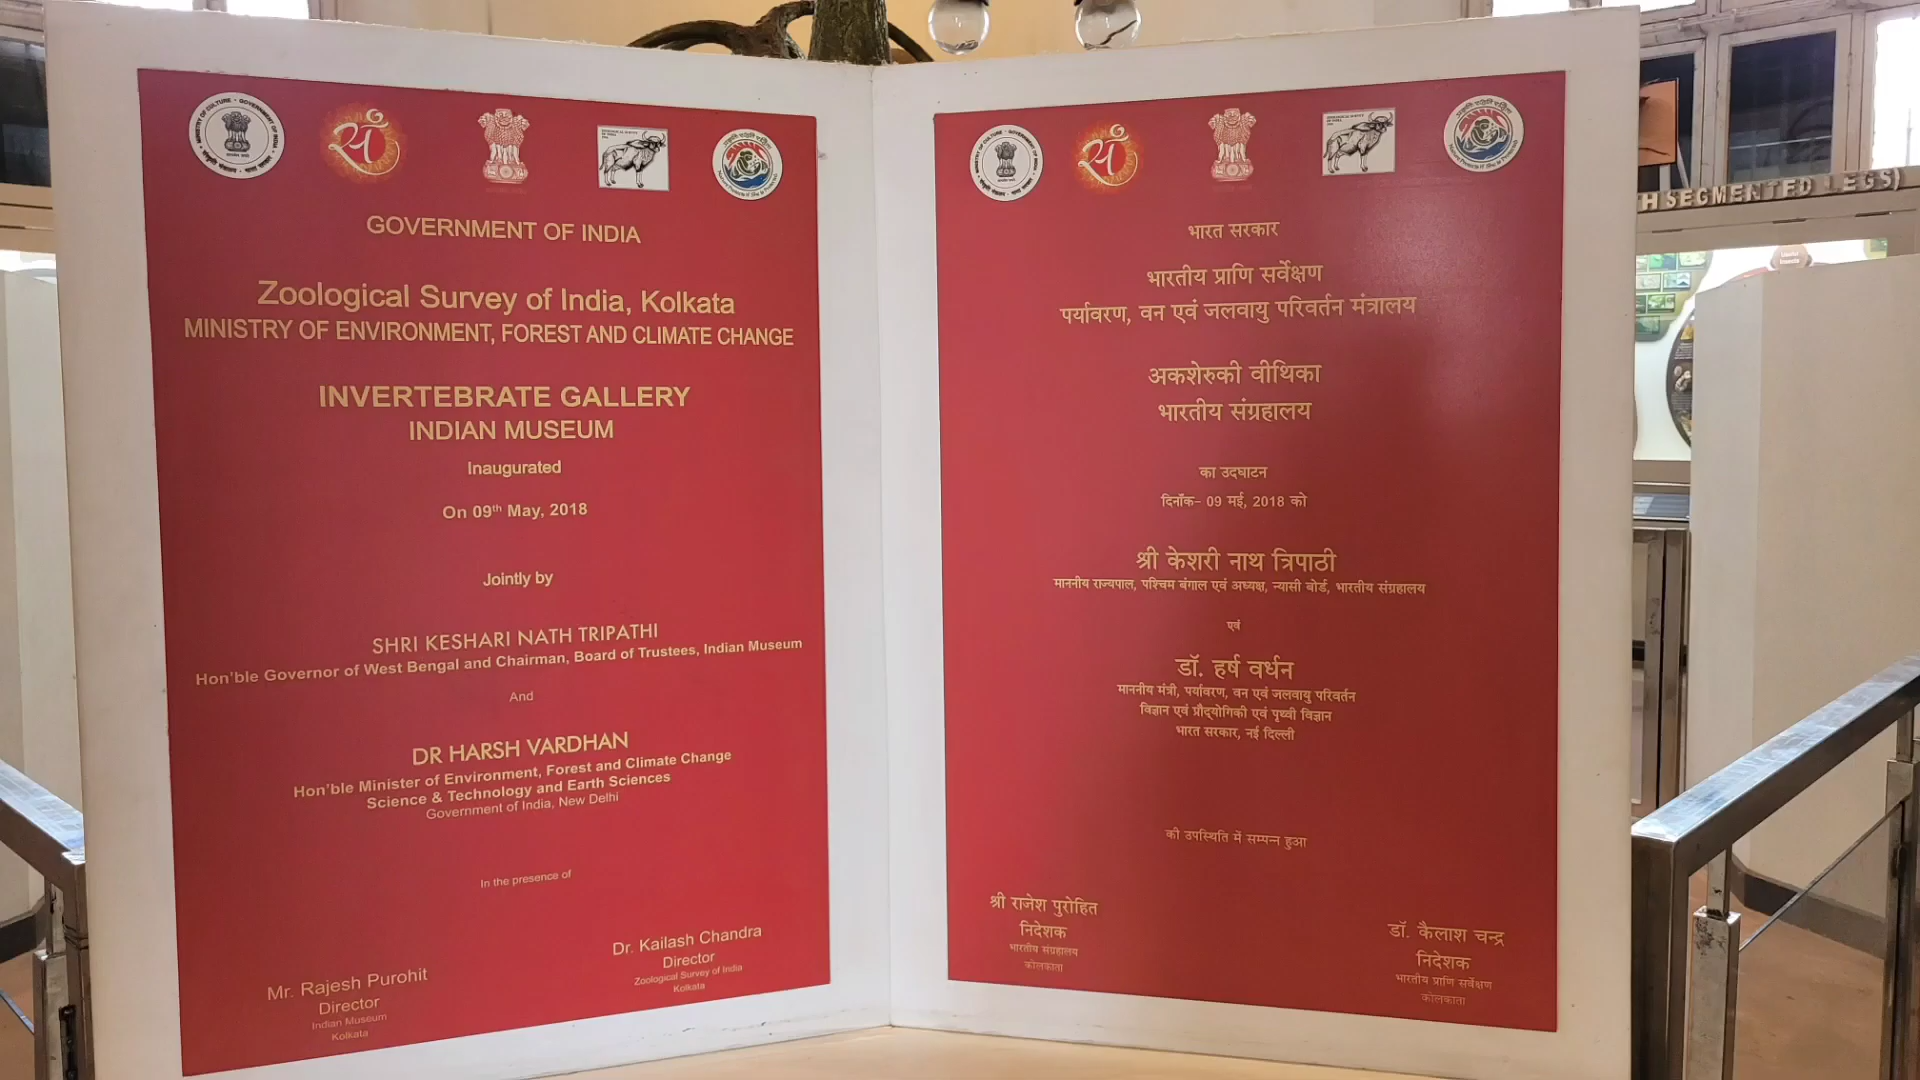 GOVERNMENT OF INDIA
Zoological Survey of India, Kolkata
MINISTRY OF ENVIRONMENT, FOREST AND CLIMATE CHANGE
INVERTEBRATE GALLERY
INDIAN MUSEUM
Inaugurated
On 09th May, 2018
Jointly by
SHRI KESHARI NATH TRIPATHI
Hon'ble Governor of West Bengal and Chairman, Board of Trustees, Indian Museum
And
DR HARSH VARDHAN
Hon'ble Minister of Environment, Forest and Climate Change
Science & Technology and Earth Sciences
Government of India, New Delhi
In the presence of
Mr. Rajesh Purohit
Director
Indian Museum
Kolkata
Dr. Kailash Chandra
Director
Zoological Survey of India
Kolkata
भारत सरकार
भारतीय प्राणि सर्वेक्षण
पर्यावरण, वन एवं जलवायु परिवर्तन मंत्रालय
अकशेरुकी वीथिका
भारतीय संग्रहालय
का उदघाटन
दिनाँक- 09 मई, 2018 को
श्री केशरी नाथ त्रिपाठी
माननीय राज्यपाल, पश्चिम बंगाल एवं अध्यक्ष, न्यासी बोर्ड, भारतीय संग्रहालय
एवं
डॉ. हर्ष वर्धन
माननीय मंत्री, पर्यावरण, वन एवं जलवायु परिवर्तन
विज्ञान एवं प्रौद्योगिकी एवं पृथ्वी विज्ञान
भारत सरकार, नई दिल्ली
की उपस्थिति में सम्पन्न हुआ
श्री राजेश पुरोहित
निदेशक
भारतीय संग्रहालय
कोलकाता
डॉ. कैलाश चन्द्र
निदेशक
भारतीय प्राणि सर्वेक्षण
कोलकाता
H SEGMENTED LEGS)